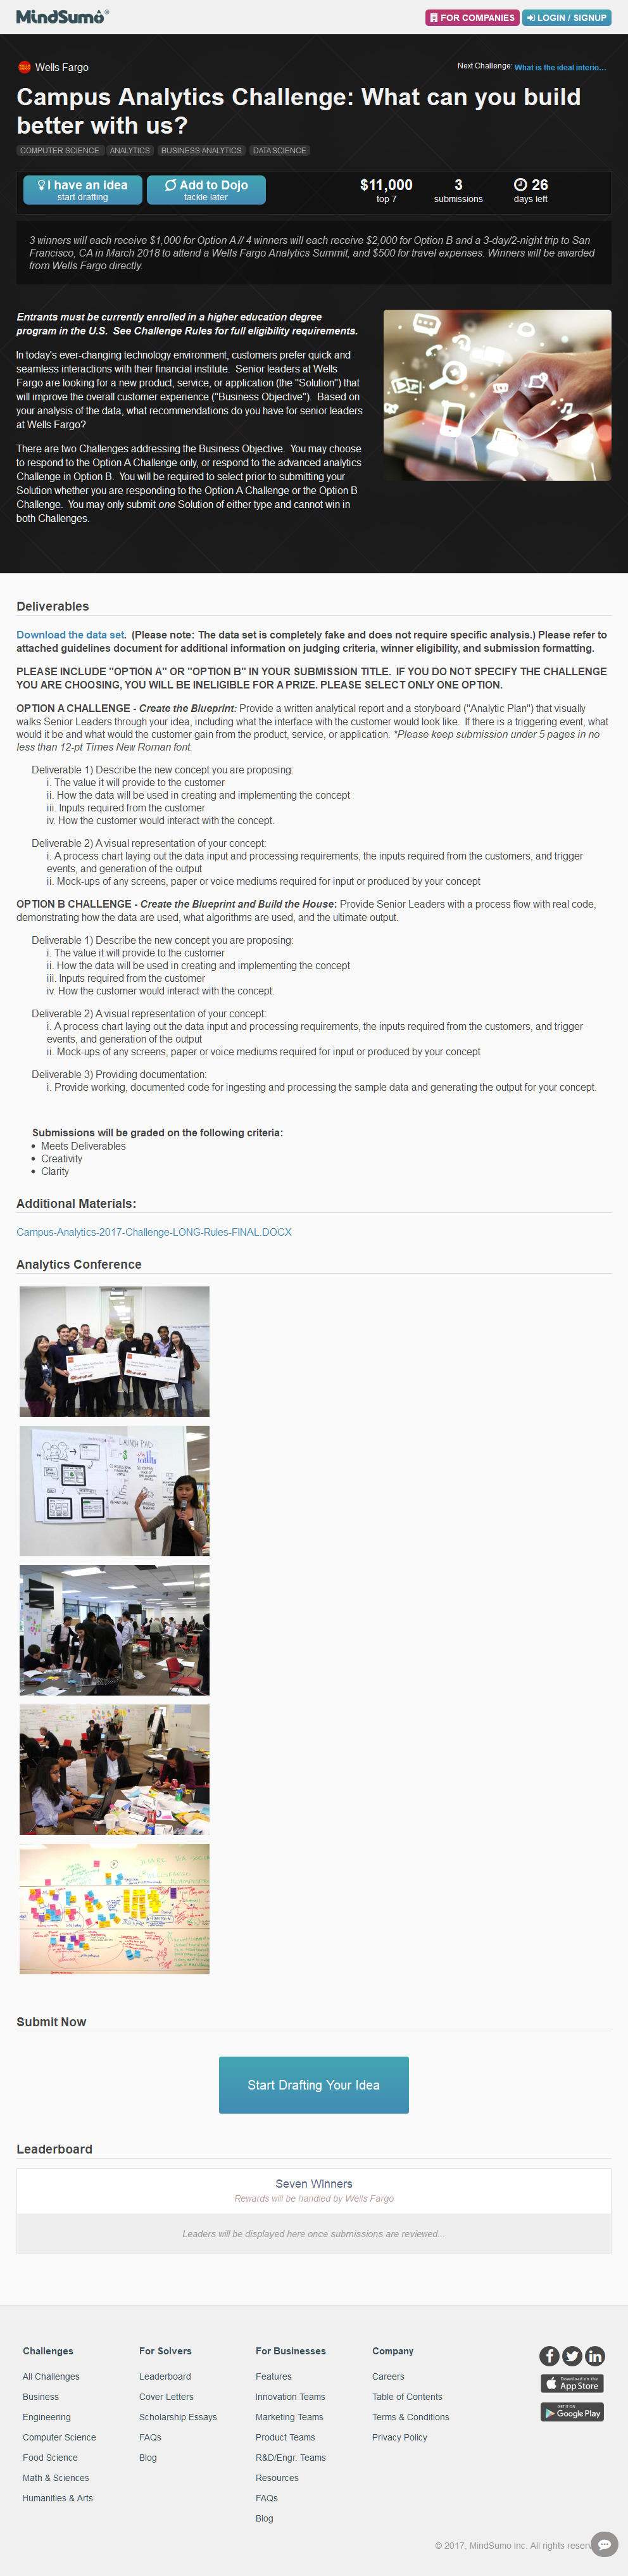 MindSumo®
FOR COMPANIES
LOGIN / SIGNUP
Wells Fargo
Next Challenge: What is the ideal interio...
Campus Analytics Challenge: What can you build
better with us?
COMPUTER SCIENCE ANALYTICS BUSINESS ANALYTICS DATA SCIENCE
I have an idea
start drafting
Add to Dojo
tackle later
$11,000
top 7
3
submissions
26
days left
3 winners will each receive $1,000 for Option A // 4 winners will each receive $2,000 for Option B and a 3-day/2-night trip to San
Francisco, CA in March 2018 to attend a Wells Fargo Analytics Summit, and $500 for travel expenses. Winners will be awarded
from Wells Fargo directly.
Entrants must be currently enrolled in a higher education degree
program in the U.S. See Challenge Rules for full eligibility requirements.
In today's ever-changing technology environment, customers prefer quick and
seamless interactions with their financial institute. Senior leaders at Wells
Fargo are looking for a new product, service, or application (the "Solution") that
will improve the overall customer experience ("Business Objective"). Based on
your analysis of the data, what recommendations do you have for senior leaders
at Wells Fargo?
There are two Challenges addressing the Business Objective. You may choose
to respond to the Option A Challenge only, or respond to the advanced analytics
Challenge in Option B. You will be required to select prior to submitting your
Solution whether you are responding to the Option A Challenge or the Option B
Challenge. You may only submit one Solution of either type and cannot win in
both Challenges.
Deliverables
Download the data set. (Please note: The data set is completely fake and does not require specific analysis.) Please refer to
attached guidelines document for additional information on judging criteria, winner eligibility, and submission formatting.
PLEASE INCLUDE "OPTION A" OR "OPTION B" IN YOUR SUBMISSION TITLE. IF YOU DO NOT SPECIFY THE CHALLENGE
YOU ARE CHOOSING, YOU WILL BE INELIGIBLE FOR A PRIZE. PLEASE SELECT ONLY ONE OPTION.
OPTION A CHALLENGE - Create the Blueprint: Provide a written analytical report and a storyboard ("Analytic Plan") that visually
walks Senior Leaders through your idea, including what the interface with the customer would look like. If there is a triggering event, what
would it be and what would the customer gain from the product, service, or application. *Please keep submission under 5 pages in no
less than 12-pt Times New Roman font.
Deliverable 1) Describe the new concept you are proposing:
i. The value it will provide to the customer
ii. How the data will be used in creating and implementing the concept
iii. Inputs required from the customer
iv. How the customer would interact with the concept.
Deliverable 2) A visual representation of your concept:
i. A process chart laying out the data input and processing requirements, the inputs required from the customers, and trigger
events, and generation of the output
ii. Mock-ups of any screens, paper or voice mediums required for input or produced by your concept
OPTION B CHALLENGE - Create the Blueprint and Build the House: Provide Senior Leaders with a process flow with real code,
demonstrating how the data are used, what algorithms are used, and the ultimate output.
Deliverable 1) Describe the new concept you are proposing:
i. The value it will provide to the customer
ii. How the data will be used in creating and implementing the concept
iii. Inputs required from the customer
iv. How the customer would interact with the concept.
Deliverable 2) A visual representation of your concept:
i. A process chart laying out the data input and processing requirements, the inputs required from the customers, and trigger
events, and generation of the output
ii. Mock-ups of any screens, paper or voice mediums required for input or produced by your concept
Deliverable 3) Providing documentation:
i. Provide working, documented code for ingesting and processing the sample data and generating the output for your concept.
Submissions will be graded on the following criteria:
• Meets Deliverables
• Creativity
• Clarity
Additional Materials:
Campus-Analytics-2017-Challenge-LONG-Rules-FINAL.DOCX
Analytics Conference
LAUNCH PAD
Submit Now
Start Drafting Your Idea
Leaderboard
Seven Winners
Rewards will be handled by Wells Fargo
Leaders will be displayed here once submissions are reviewed...
Challenges
All Challenges
Business
Engineering
Computer Science
Food Science
Math & Sciences
Humanities & Arts
For Solvers
Leaderboard
Cover Letters
Scholarship Essays
FAQs
Blog
For Businesses
Features
Innovation Teams
Marketing Teams
Product Teams
R&D/Engr. Teams
Resources
FAQs
Blog
Company
Careers
Table of Contents
Terms & Conditions
Privacy Policy
Download on the
App Store
GET IT ON
Google Play
© 2017, MindSumo Inc. All rights reserv